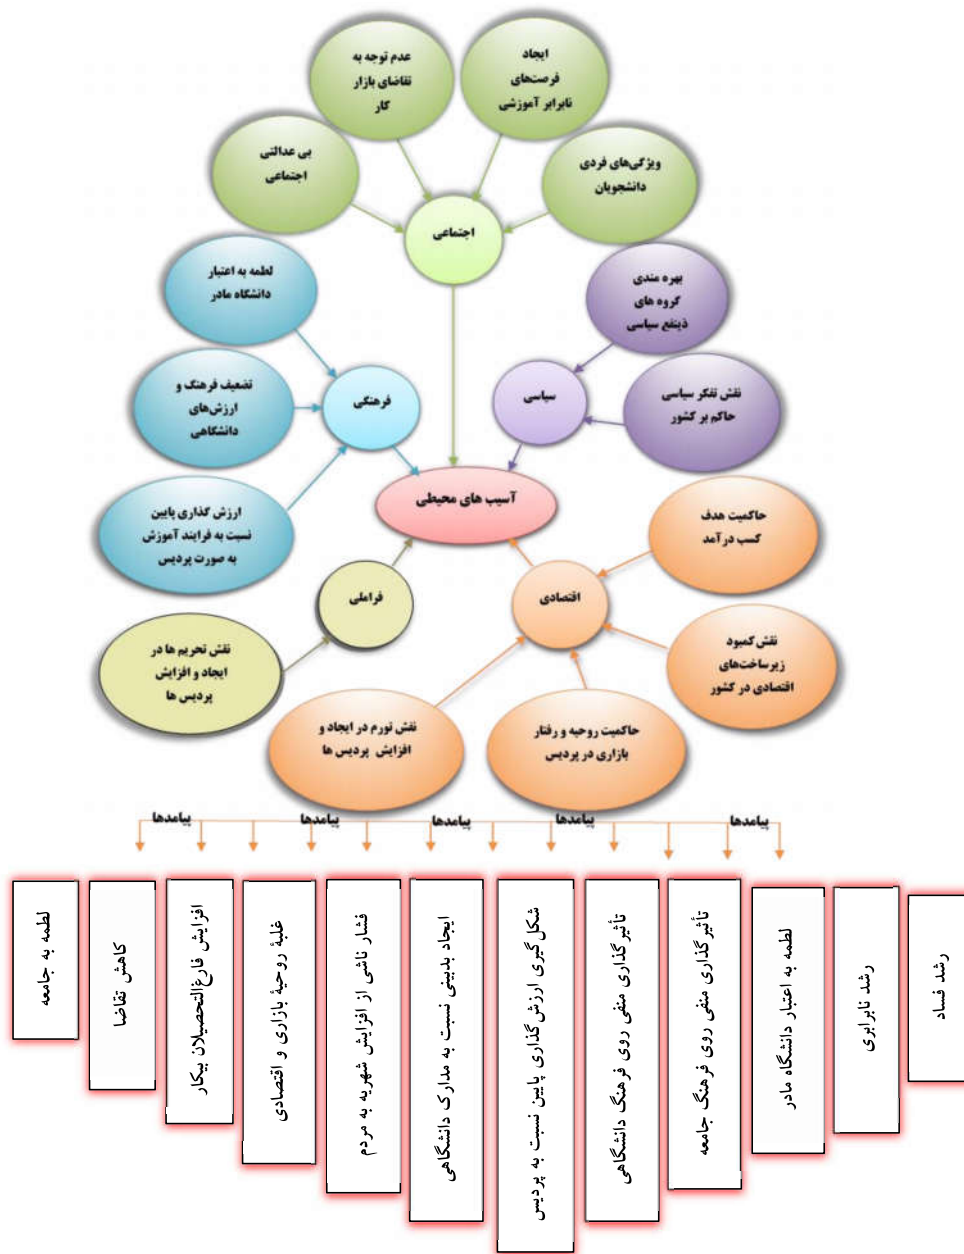 ایجاد
فرصت‌های
نابرابر آموزشی
عدم توجه به
تقاضای بازار
کار
ویژگی‌های فردی
دانشجویان
بی عدالتی
اجتماعی
اجتماعی
بهره مندی
گروه های
ذینفع سیاسی
لطمه به اعتبار
دانشگاه مادر
نقش تفکر سیاسی
حاکم بر کشور
سیاسی
فرهنگی
تضعیف فرهنگ و
ارزش‌های
دانشگاهی
آسیب های محیطی
حاکمیت هدف
کسب درآمد
ارزش گذاری پایین
نسبت به فرایند آموزش
به صورت پردیس
اقتصادی
فراملی
نقش کمبود
زیرساخت‌های
اقتصادی در کشور
نقش تحریم ها در
ایجاد و افزایش
پردیس ها
حاکمیت روحیه و رفتار
بازاری در پردیس
نقش تورم در ایجاد و
افزایش پردیس ها
پیامدها
پیامدها
پیامدها
پیامدها
پیامدها
رشد فساد
رشد نابرابری
لطمه به اعتبار دانشگاه مادر
تأثیرگذاری منفی روی فرهنگ جامعه
تأثیرگذاری منفی روی فرهنگ دانشگاهی
شکل‌گیری ارزش‌گذاری پایین نسبت به پردیس
ایجاد بدبینی نسبت به مدارک دانشگاهی
فشار ناشی از افزایش شهریه به مردم
غلبۀ روحیۀ بازاری و اقتصادی
افزایش فارغ‌التحصیلان بیکار
کاهش تقاضا
لطمه به جامعه